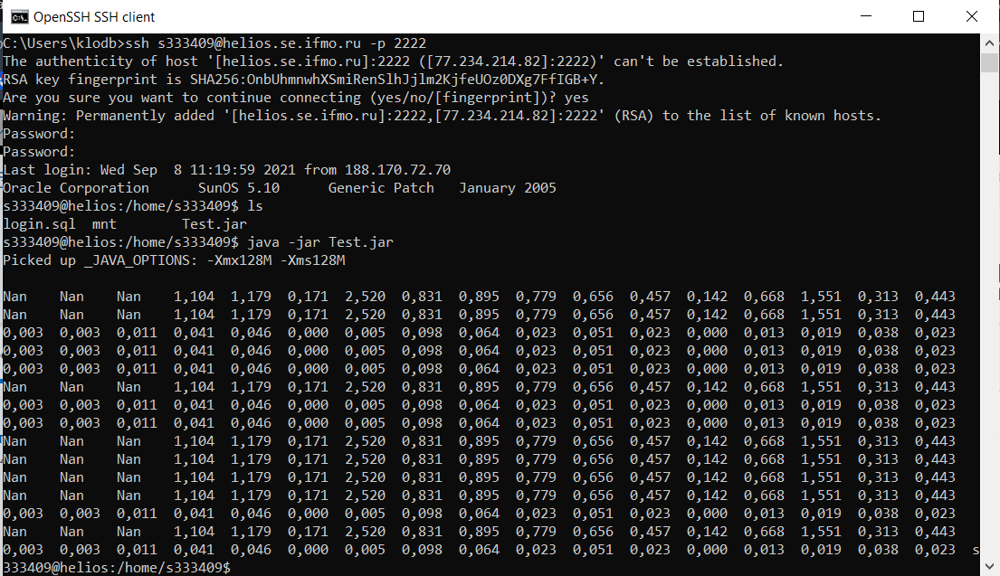 OpenSSH SSH client
C:\Users\klodb>ssh s333409@helios.se.ifmo.ru -p 2222
The authenticity of host '[helios.se.ifmo.ru]:2222 ([77.234.214.82]:2222)' can't be established.
RSA key fingerprint is SHA256:OnbUhmnwhXSmiRenSlhJjlm2KjfeUOz0DXg7FfIGB+Y.
Are you sure you want to continue connecting (yes/no/[fingerprint])? yes
Warning: Permanently added '[helios.se.ifmo.ru]:2222,[77.234.214.82]:2222' (RSA) to the list of known hosts.
Password:
Password:
Last login: Wed Sep  8 11:19:59 2021 from 188.170.72.70
Oracle Corporation      SunOS 5.10      Generic Patch   January 2005
s333409@helios:/home/s333409$ ls
login.sql  mnt        Test.jar
s333409@helios:/home/s333409$ java -jar Test.jar
Picked up _JAVA_OPTIONS: -Xmx128M -Xms128M
Nan    Nan    Nan    1,104  1,179  0,171  2,520  0,831  0,895  0,779  0,656  0,457  0,142  0,668  1,551  0,313  0,443
Nan    Nan    Nan    1,104  1,179  0,171  2,520  0,831  0,895  0,779  0,656  0,457  0,142  0,668  1,551  0,313  0,443
0,003  0,003  0,011  0,041  0,046  0,000  0,005  0,098  0,064  0,023  0,051  0,023  0,000  0,013  0,019  0,038  0,023
0,003  0,003  0,011  0,041  0,046  0,000  0,005  0,098  0,064  0,023  0,051  0,023  0,000  0,013  0,019  0,038  0,023
0,003  0,003  0,011  0,041  0,046  0,000  0,005  0,098  0,064  0,023  0,051  0,023  0,000  0,013  0,019  0,038  0,023
Nan    Nan    Nan    1,104  1,179  0,171  2,520  0,831  0,895  0,779  0,656  0,457  0,142  0,668  1,551  0,313  0,443
0,003  0,003  0,011  0,041  0,046  0,000  0,005  0,098  0,064  0,023  0,051  0,023  0,000  0,013  0,019  0,038  0,023
0,003  0,003  0,011  0,041  0,046  0,000  0,005  0,098  0,064  0,023  0,051  0,023  0,000  0,013  0,019  0,038  0,023
Nan    Nan    Nan    1,104  1,179  0,171  2,520  0,831  0,895  0,779  0,656  0,457  0,142  0,668  1,551  0,313  0,443
Nan    Nan    Nan    1,104  1,179  0,171  2,520  0,831  0,895  0,779  0,656  0,457  0,142  0,668  1,551  0,313  0,443
Nan    Nan    Nan    1,104  1,179  0,171  2,520  0,831  0,895  0,779  0,656  0,457  0,142  0,668  1,551  0,313  0,443
Nan    Nan    Nan    1,104  1,179  0,171  2,520  0,831  0,895  0,779  0,656  0,457  0,142  0,668  1,551  0,313  0,443
0,003  0,003  0,011  0,041  0,046  0,000  0,005  0,098  0,064  0,023  0,051  0,023  0,000  0,013  0,019  0,038  0,023
Nan    Nan    Nan    1,104  1,179  0,171  2,520  0,831  0,895  0,779  0,656  0,457  0,142  0,668  1,551  0,313  0,443
0,003  0,003  0,011  0,041  0,046  0,000  0,005  0,098  0,064  0,023  0,051  0,023  0,000  0,013  0,019  0,038  0,023  s
333409@helios:/home/s333409$